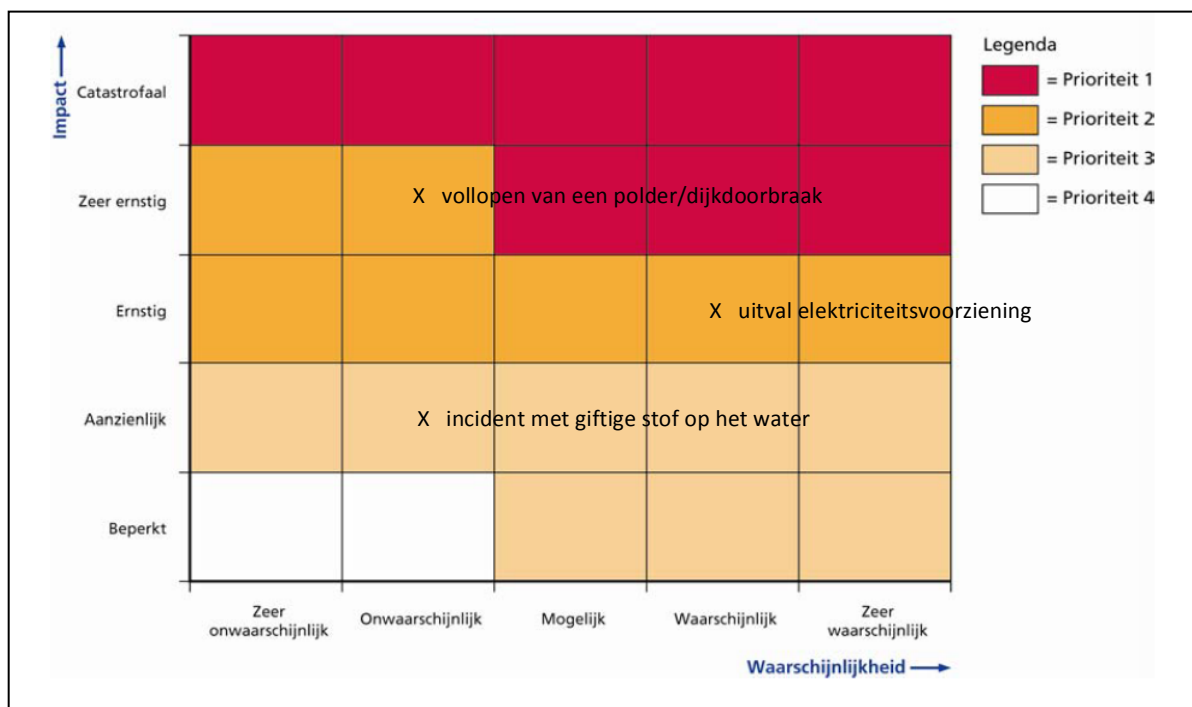 Impact
Catastrofaal
Zeer ernstig
Ernstig
Aanzienlijk
Beperkt
X vollopen van een polder/dijkdoorbraak
X uitval elektriciteitsvoorziening
X incident met giftige stof op het water
Zeer
onwaarschijnlijk
Onwaarschijnlijk
Mogelijk
Waarschijnlijk
Zeer
waarschijnlijk
Waarschijnlijkheid
Legenda
= Prioriteit 1
= Prioriteit 2
= Prioriteit 3
= Prioriteit 4